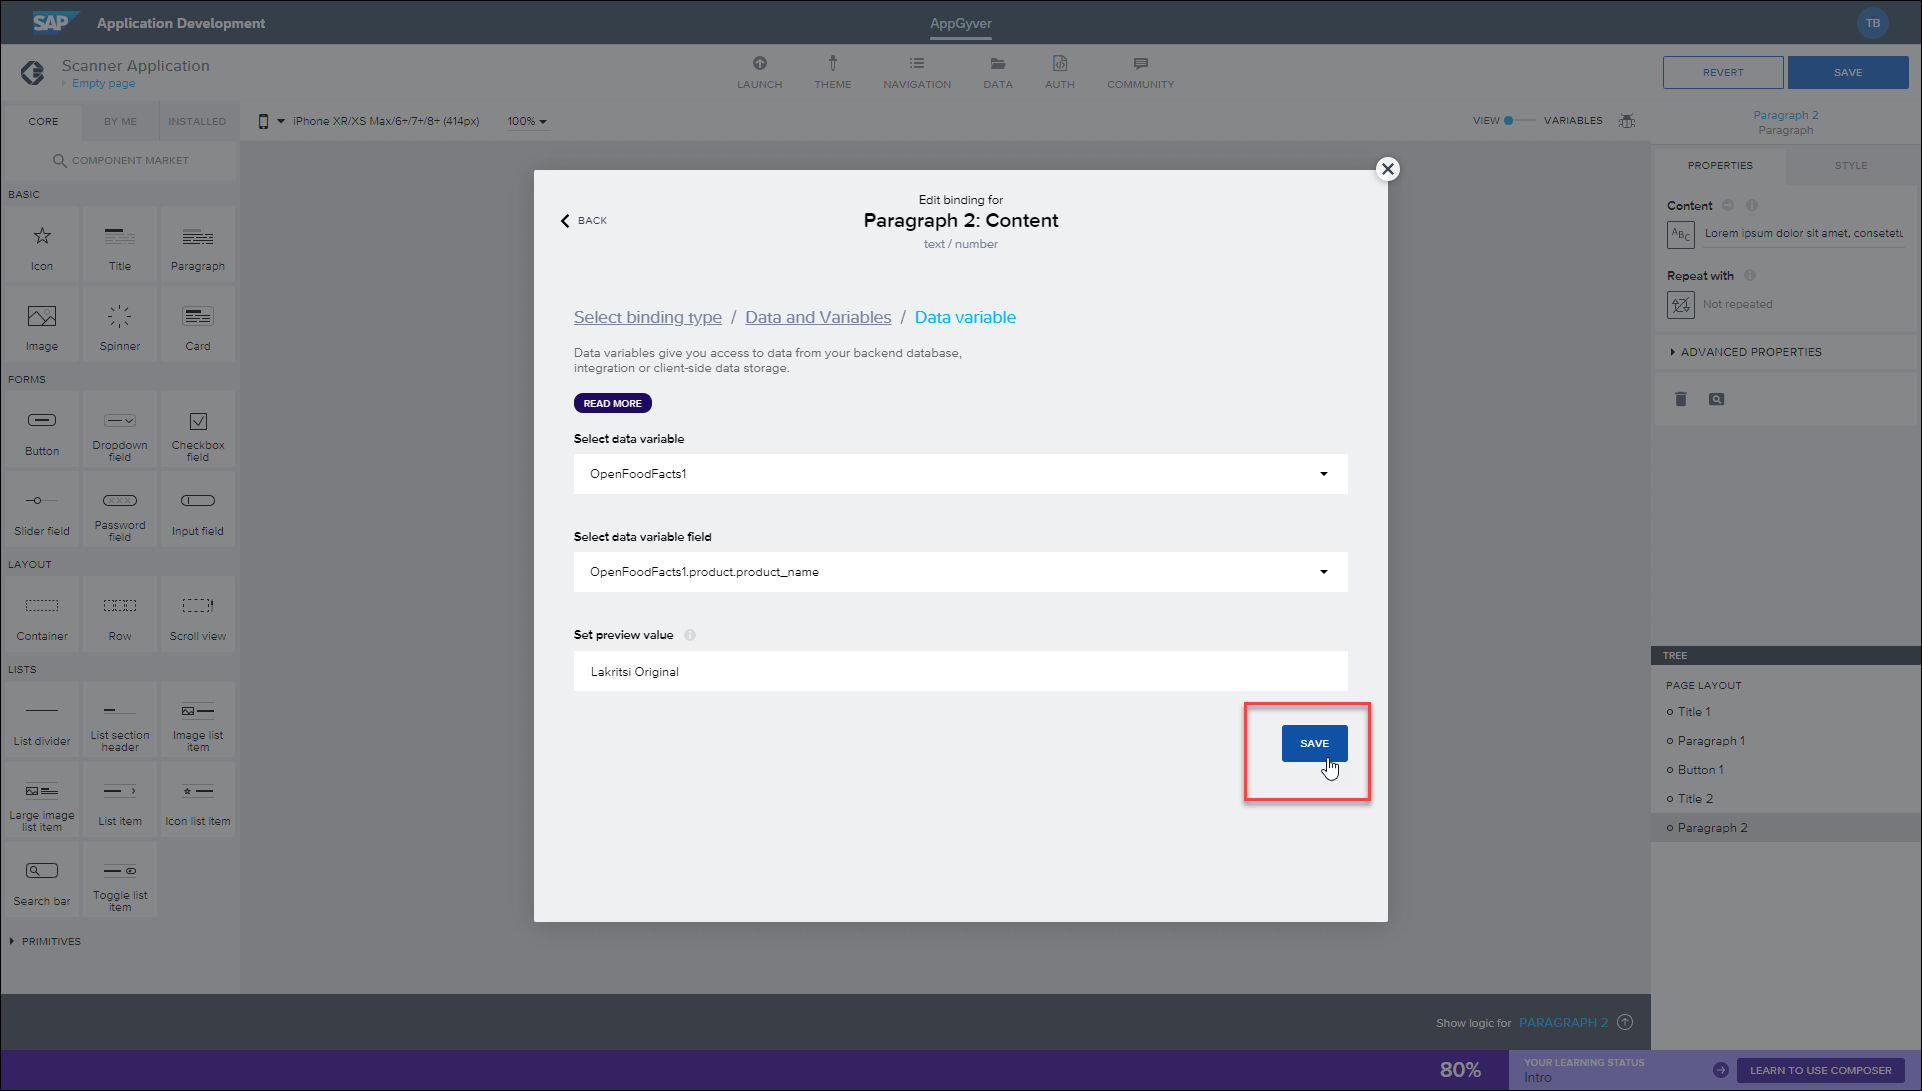 SAP Application Development
AppGyver
TB
Scanner Application
Empty page
LAUNCH
THEME
NAVIGATION
DATA
AUTH
COMMUNITY
REVERT
SAVE
CORE
BY ME
INSTALLED
iPhone XR/XS Max/6+/7+/8+ (414px)
100%
VIEW
VARIABLES
Paragraph 2
Paragraph
COMPONENT MARKET
BASIC
Icon
Title
Paragraph
Image
Spinner
Card
FORMS
Button
Dropdown
field
Checkbox
field
Slider field
Password
field
Input field
LAYOUT
Container
Row
Scroll view
LISTS
List divider
List section
header
Image list
item
Large image
list item
List item
Icon list item
Search bar
Toggle list
item
PRIMITIVES
BACK
Edit binding for
Paragraph 2: Content
text / number
Select binding type / Data and Variables / Data variable
Data variables give you access to data from your backend database,
integration or client-side data storage.
READ MORE
Select data variable
OpenFoodFacts1
Select data variable field
OpenFoodFacts1.product.product_name
Set preview value
Lakritsi Original
SAVE
PROPERTIES
STYLE
Content
ABC
Lorem ipsum dolor sit amet, consetetu
Repeat with
Not repeated
ADVANCED PROPERTIES
TREE
PAGE LAYOUT
Title 1
Paragraph 1
Button 1
Title 2
Paragraph 2
Show logic for PARAGRAPH 2
80%
YOUR LEARNING STATUS
Intro
LEARN TO USE COMPOSER